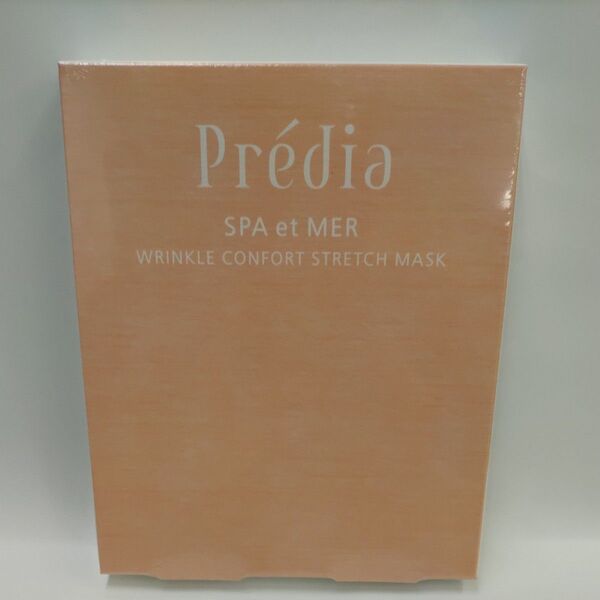 Prédia
SPA et MER
WRINKLE CONFORT STRETCH MASK